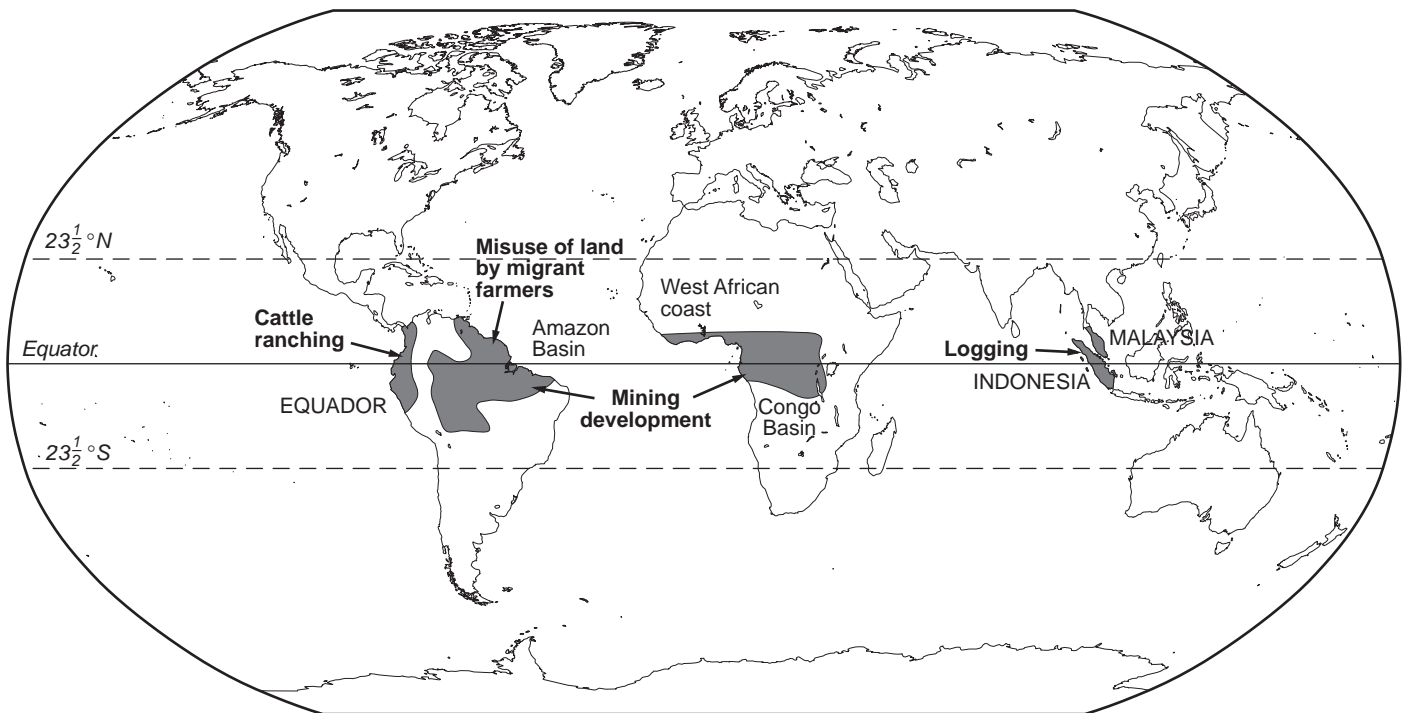 23½°N
Misuse of land
by migrant
farmers
West African
coast
Cattle
ranching
Amazon
Basin
Equator.
Logging
MALAYSIA
INDONESIA
EQUADOR
Mining
development
Congo
Basin
23½°S